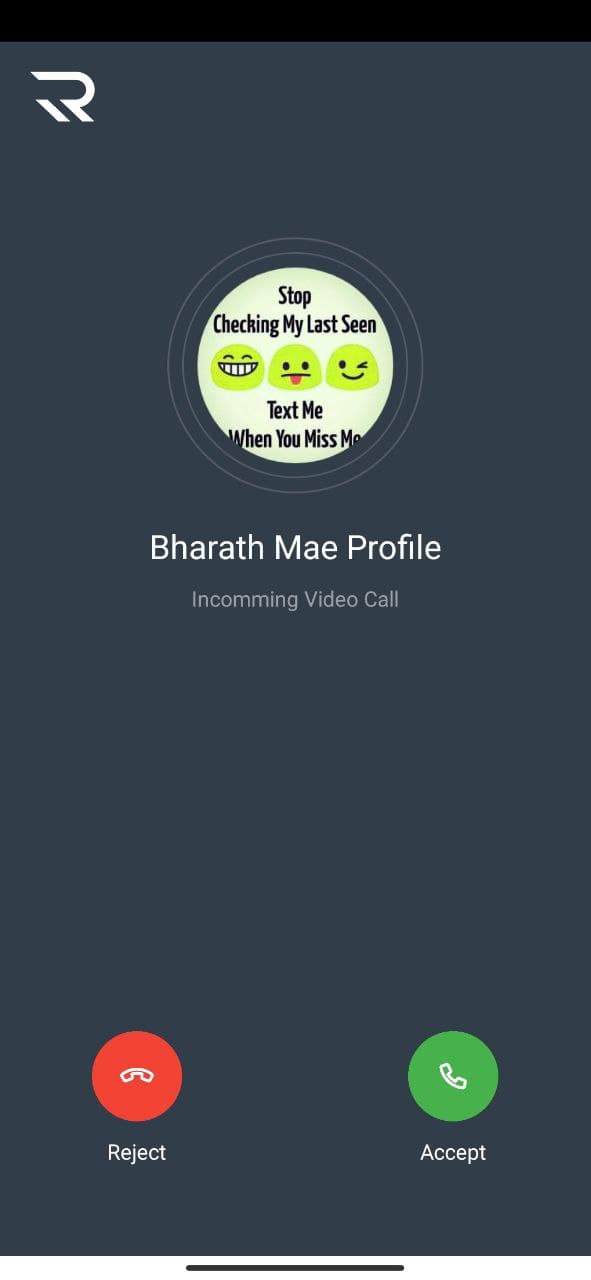 Stop
Checking My Last Seen
Text Me
When You Miss Me
Bharath Mae Profile
Incomming Video Call
Reject
Accept